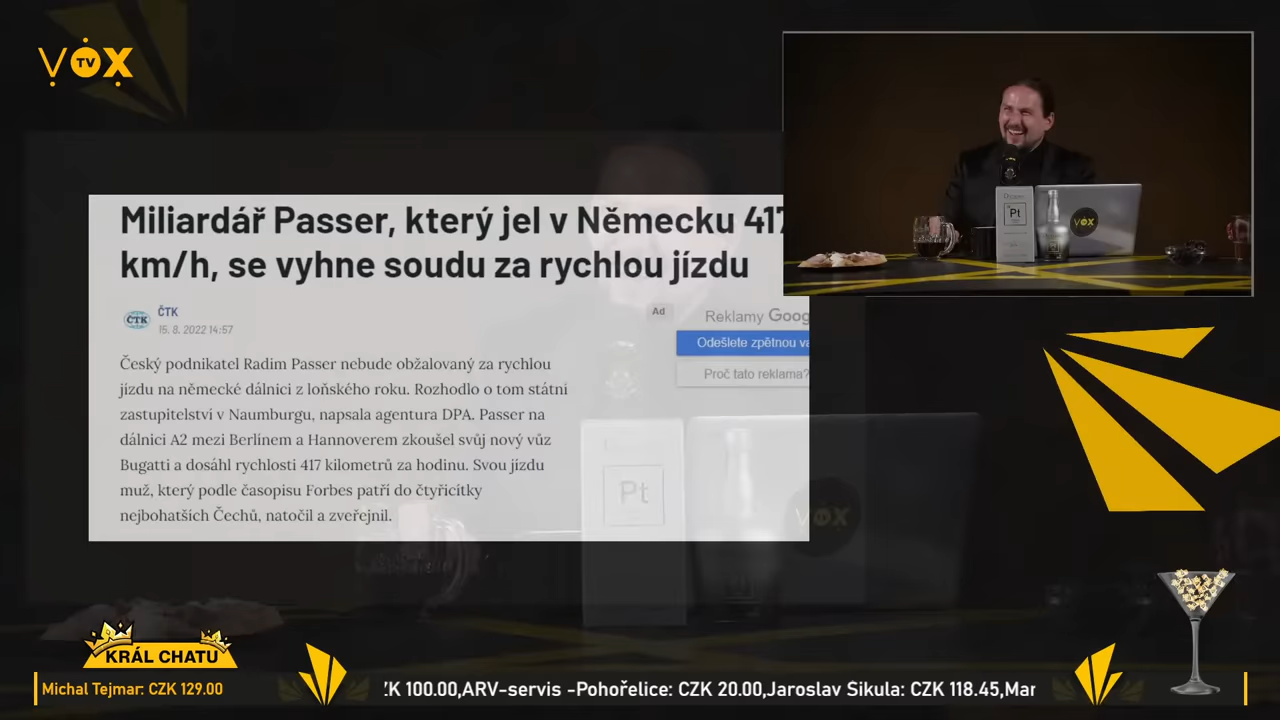 VOX
TV
Miliardář Passer, který jel v Německu 417
km/h, se vyhne soudu za rychlou jízdu
ČTK
ČTK
15. 8. 2022 14:57
Ad
Reklamy Goog
Odešlete zpětnou va
Proč tato reklama?
Český podnikatel Radim Passer nebude obžalovaný za rychlou
jízdu na německé dálnici z loňského roku. Rozhodlo o tom státní
zastupitelství v Naumburgu, napsala agentura DPA. Passer na
dálnici A2 mezi Berlínem a Hannoverem zkoušel svůj nový vůz
Bugatti a dosáhl rychlosti 417 kilometrů za hodinu. Svou jízdu
muž, který podle časopisu Forbes patří do čtyřicítky
nejbohatších Čechů, natočil a zveřejnil.
Pt
VOX
Pt
VOX
KRÁL CHATU
Michal Tejmar: CZK 129.00
ZK 100.00,ARV-servis -Pohořelice: CZK 20.00,Jaroslav Šikula: CZK 118.45,Mar